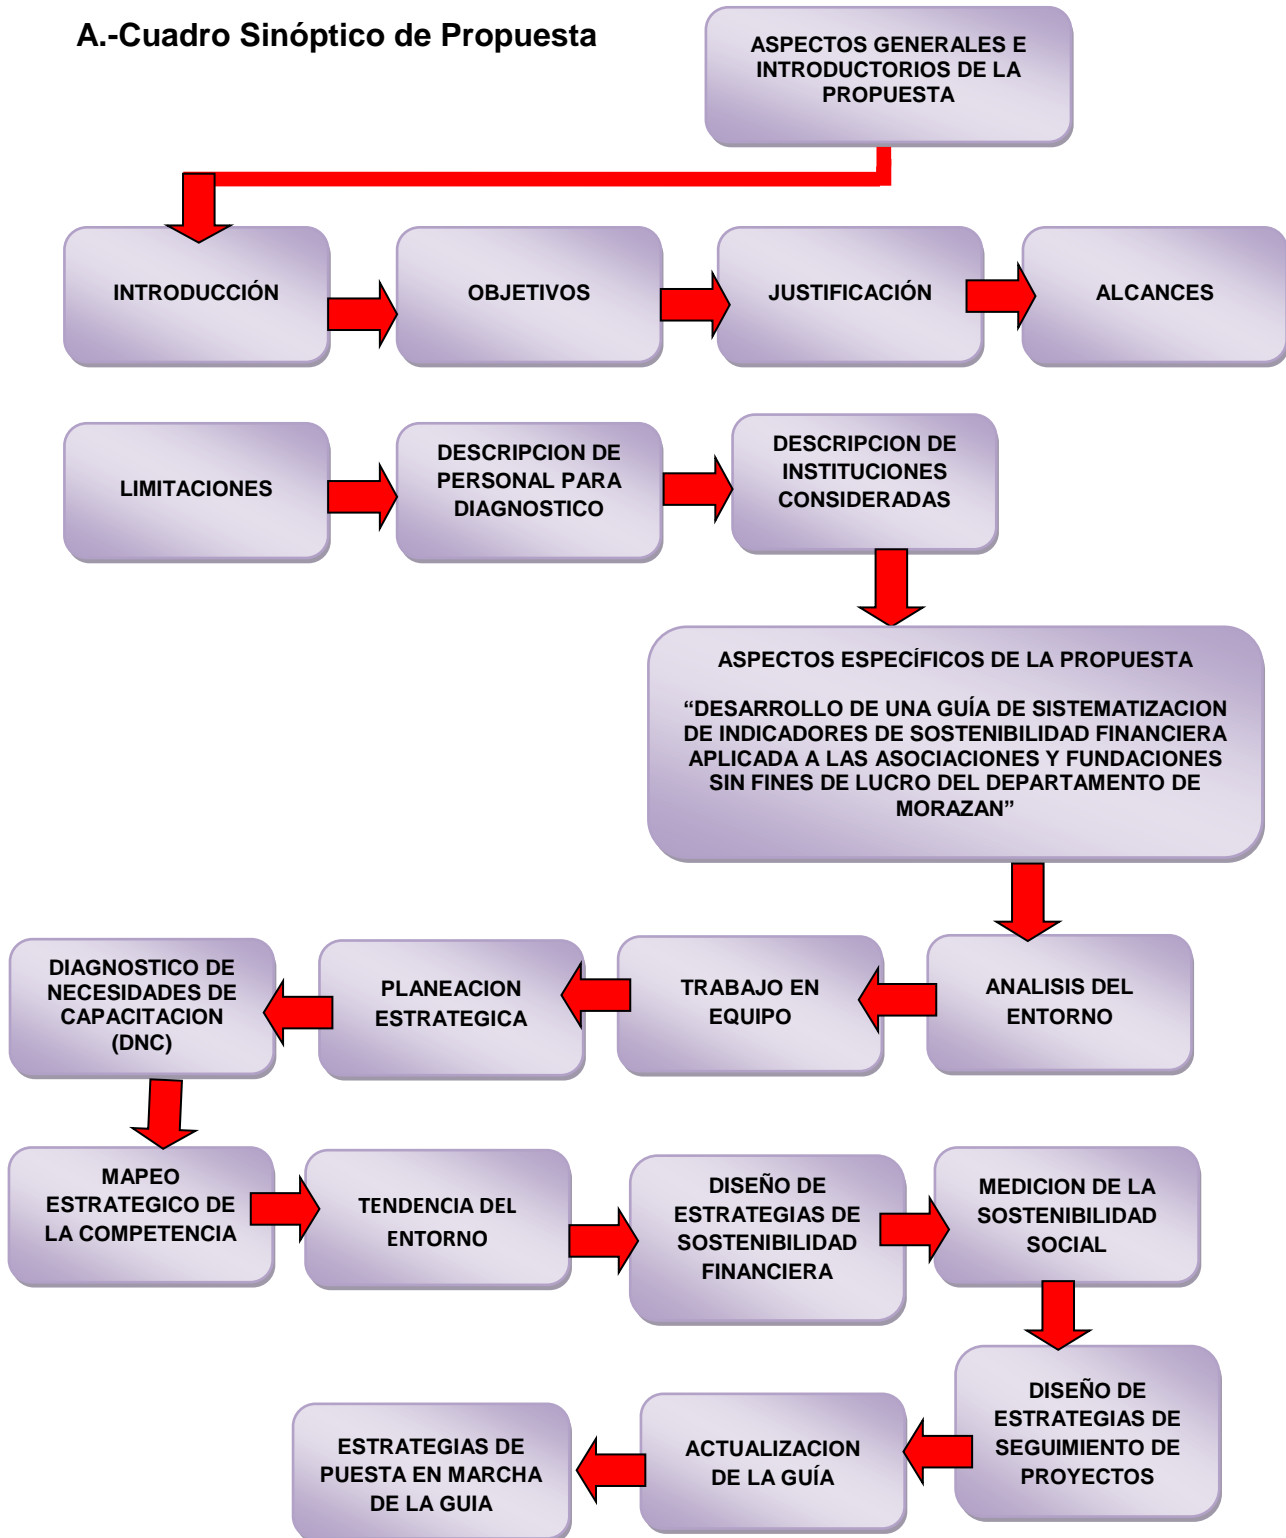 A.-Cuadro Sinóptico de Propuesta
ASPECTOS GENERALES E
INTRODUCTORIOS DE LA
PROPUESTA
INTRODUCCIÓN
OBJETIVOS
JUSTIFICACIÓN
ALCANCES
LIMITACIONES
DESCRIPCION DE
PERSONAL PARA
DIAGNOSTICO
DESCRIPCION DE
INSTITUCIONES
CONSIDERADAS
ASPECTOS ESPECÍFICOS DE LA PROPUESTA
“DESARROLLO DE UNA GUÍA DE SISTEMATIZACION
DE INDICADORES DE SOSTENIBILIDAD FINANCIERA
APLICADA A LAS ASOCIACIONES Y FUNDACIONES
SIN FINES DE LUCRO DEL DEPARTAMENTO DE
MORAZAN”
ANALISIS DEL
ENTORNO
TRABAJO EN
EQUIPO
PLANEACION
ESTRATEGICA
DIAGNOSTICO DE
NECESIDADES DE
CAPACITACION
(DNC)
MAPEO
ESTRATEGICO DE
LA COMPETENCIA
TENDENCIA DEL
ENTORNO
DISEÑO DE
ESTRATEGIAS DE
SOSTENIBILIDAD
FINANCIERA
MEDICION DE LA
SOSTENIBILIDAD
SOCIAL
DISEÑO DE
ESTRATEGIAS DE
SEGUIMIENTO DE
PROYECTOS
ACTUALIZACION
DE LA GUÍA
ESTRATEGIAS DE
PUESTA EN MARCHA
DE LA GUIA